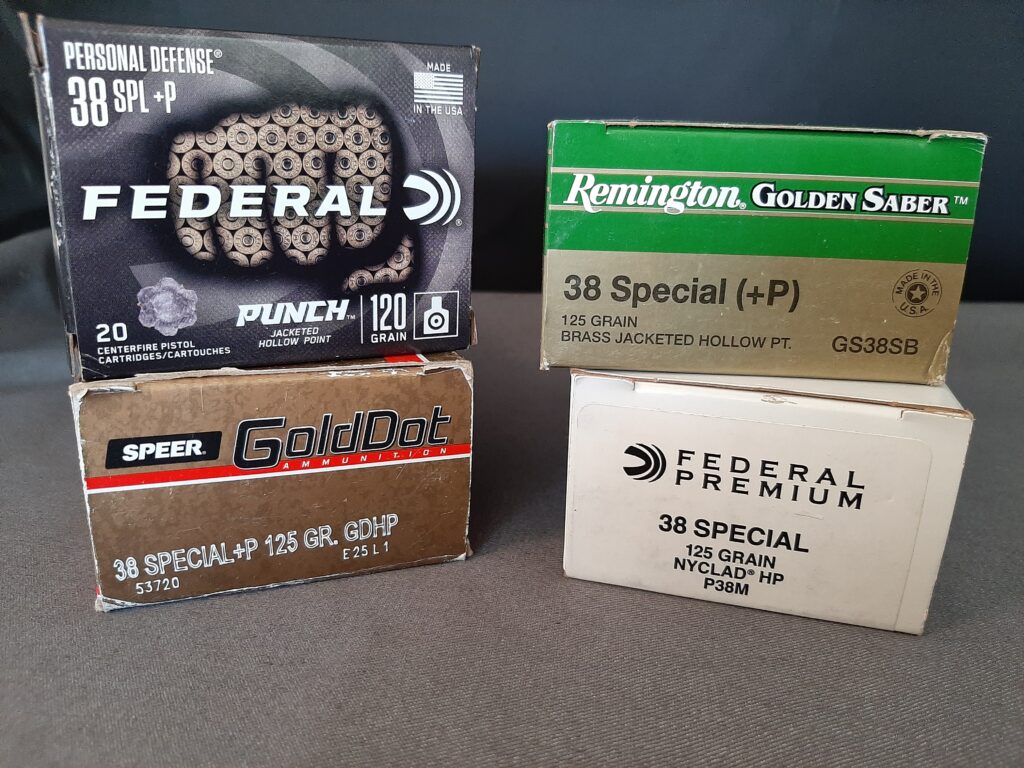 PERSONAL DEFENSE®
38 SPL +P
MADE
IN THE USA
FEDERAL®
20
CENTERFIRE PISTOL
CARTRIDGES/CARTOUCHES
PUNCH™
JACKETED
HOLLOW POINT
120
GRAIN
SPEER®
GoldDot
AMMUNITION
38 SPECIAL+P 125 GR. GDHP
53720
E25L1
Remington® GOLDEN SABER™
38 Special (+P)
125 GRAIN
BRASS JACKETED HOLLOW PT.
MADE IN THE
U.S.A.
GS38SB
FEDERAL
PREMIUM
38 SPECIAL
125 GRAIN
NYCLAD® HP
P38M